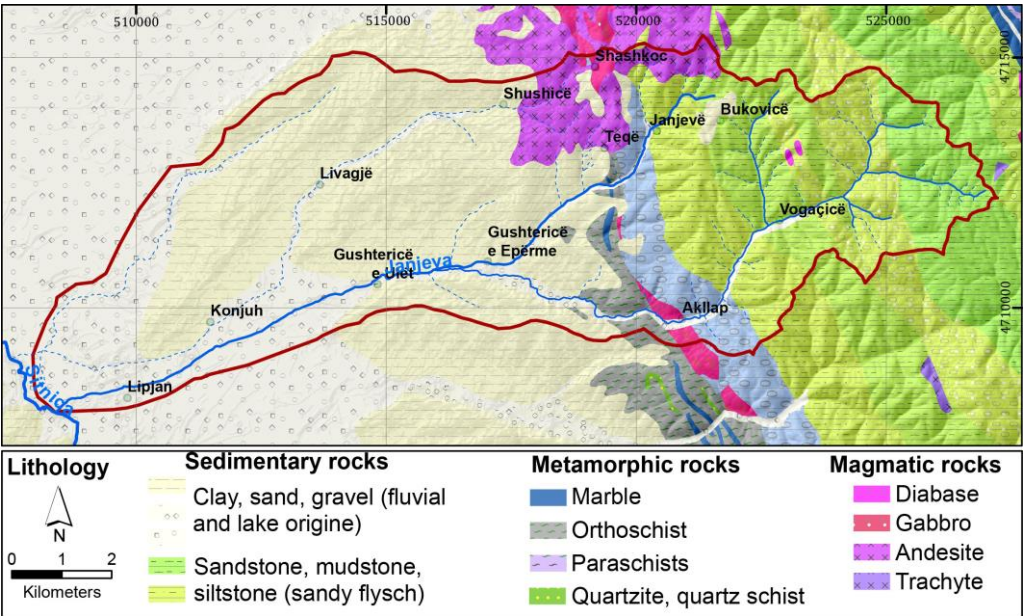 510000
515000
520000
525000
4715000
Shashkoc
Shushicë
Bukovicë
Janjevë
Teqë
Livagjë
Vogaçicë
Gushtericë
e Epërme
Gushtericë
e Ulët
Janjeva
4710000
Akllap
Konjuh
Sitnica
Lipjan
Lithology
N
0 1 2
Kilometers
Sedimentary rocks
Clay, sand, gravel (fluvial
and lake origine)
Sandstone, mudstone,
siltstone (sandy flysch)
Metamorphic rocks
Marble
Orthoschist
Paraschists
Quartzite, quartz schist
Magmatic rocks
Diabase
Gabbro
Andesite
Trachyte